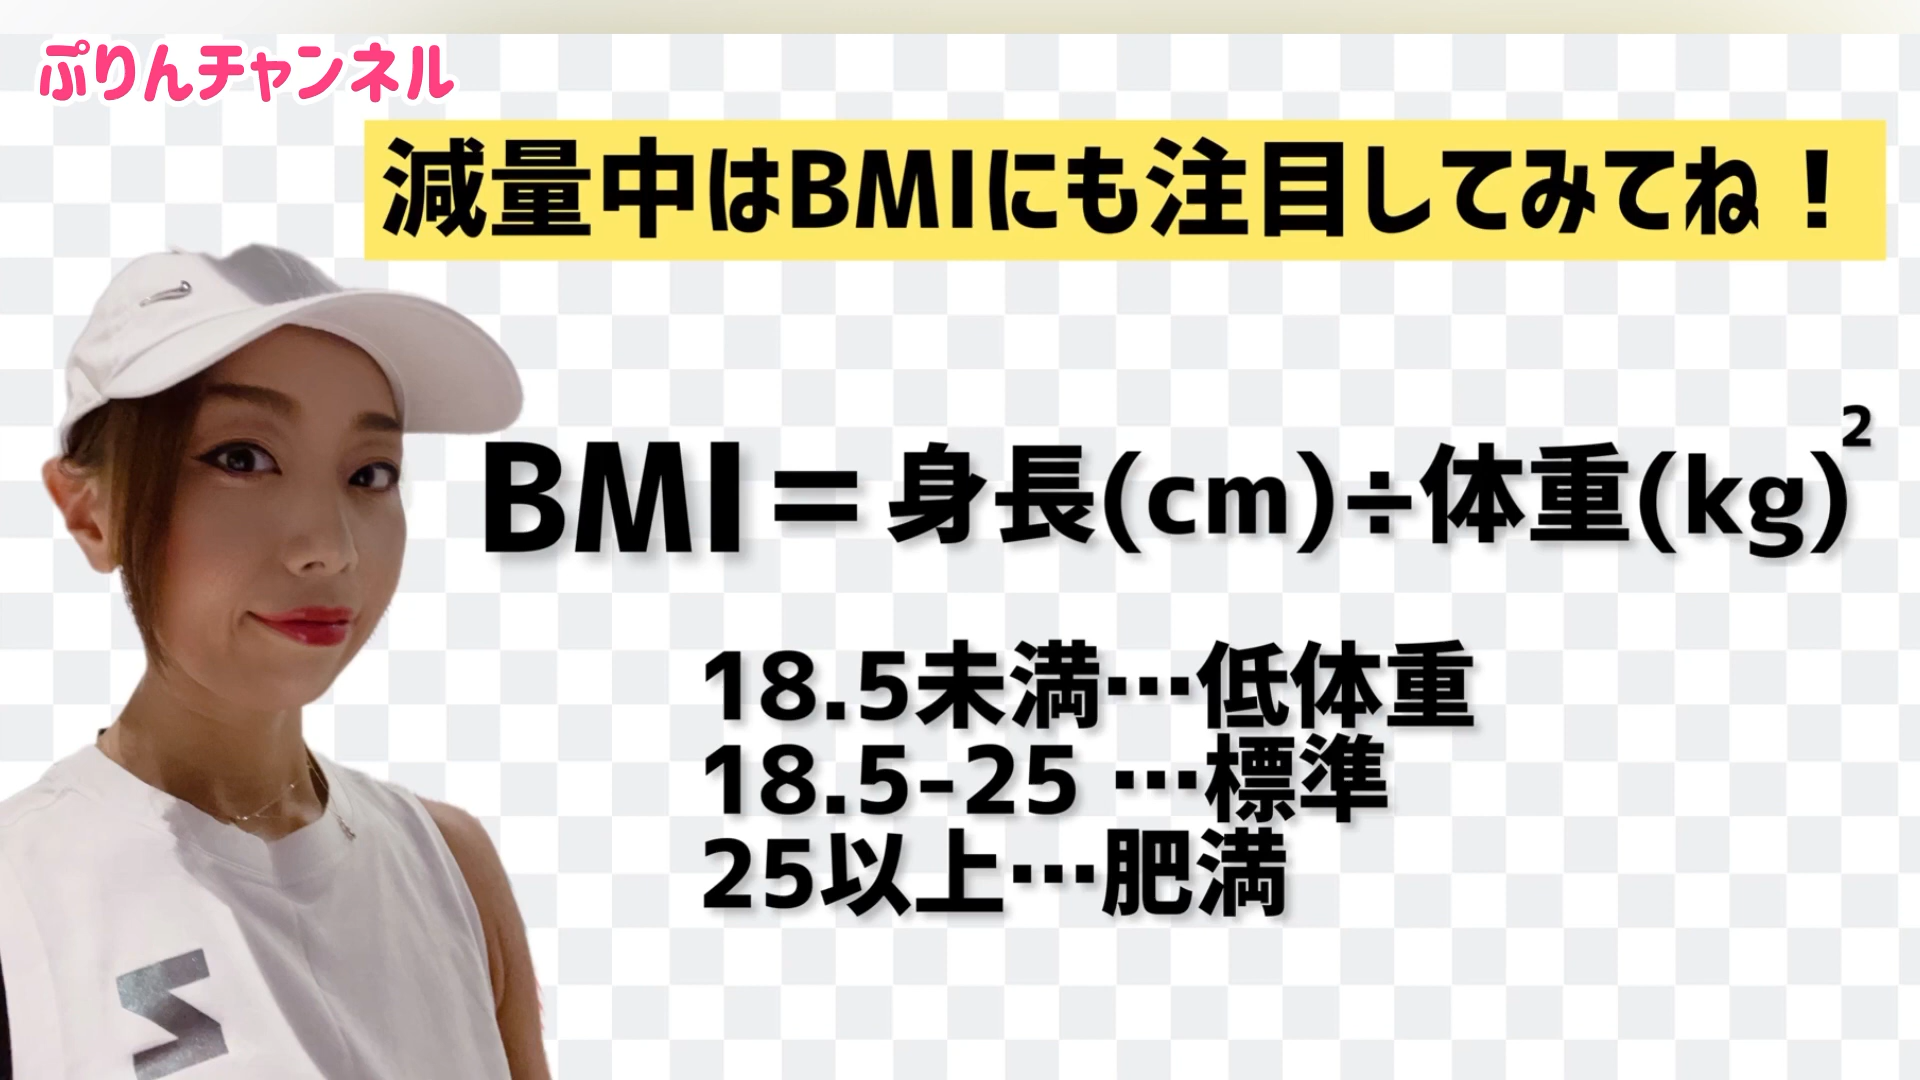 ぷりんチャンネル
減量中はBMIにも注目してみてね！
BMI＝身長(cm)÷体重(kg)²
18.5未満…低体重
18.5-25 …標準
25以上…肥満